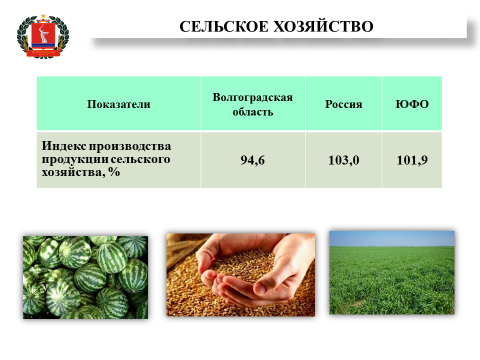 СЕЛЬСКОЕ ХОЗЯЙСТВО
Показатели
Волгоградская
область
Россия
ЮФО
Индекс производства
продукции сельского
хозяйства, %
94,6
103,0
101,9